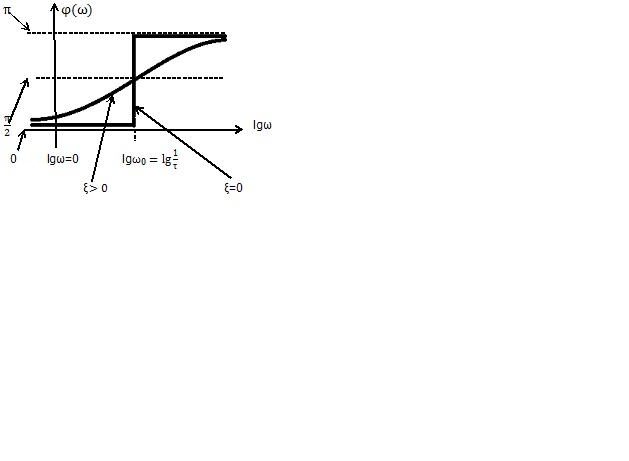 π
φ(ω)
π/2
lgω
0
lgω=0
lgω₀ = lg 1/τ
ξ> 0
ξ=0